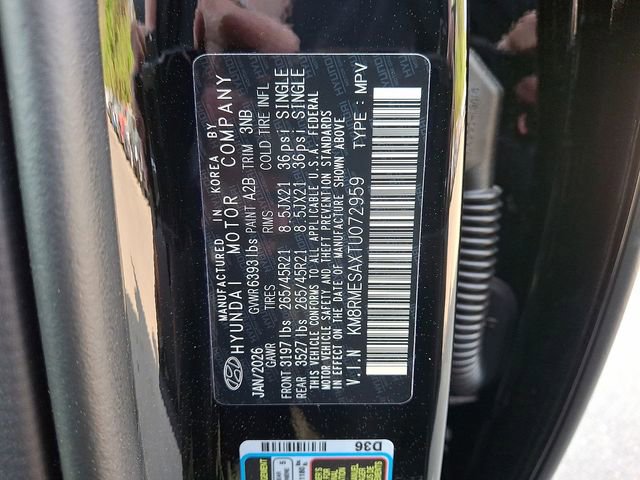 MANUFACTURED IN KOREA BY
HYUNDAI MOTOR COMPANY
JAN/2026 GVWR 6393 lbs PAINT A2B TRIM 3NB
GAWR TIRES RIMS COLD TIRE INFL
FRONT 3197 lbs 265/45R21 8.5JX21 36psi SINGLE
REAR 3527 lbs 265/45R21 8.5JX21 36psi SINGLE
THIS VEHICLE CONFORMS TO ALL APPLICABLE U.S.A. FEDERAL
MOTOR VEHICLE SAFETY AND THEFT PREVENTION STANDARDS
IN EFFECT ON THE DATE OF MANUFACTURE SHOWN ABOVE.
V.I.N KM8RMESAXTU072959 TYPE : MPV
D36